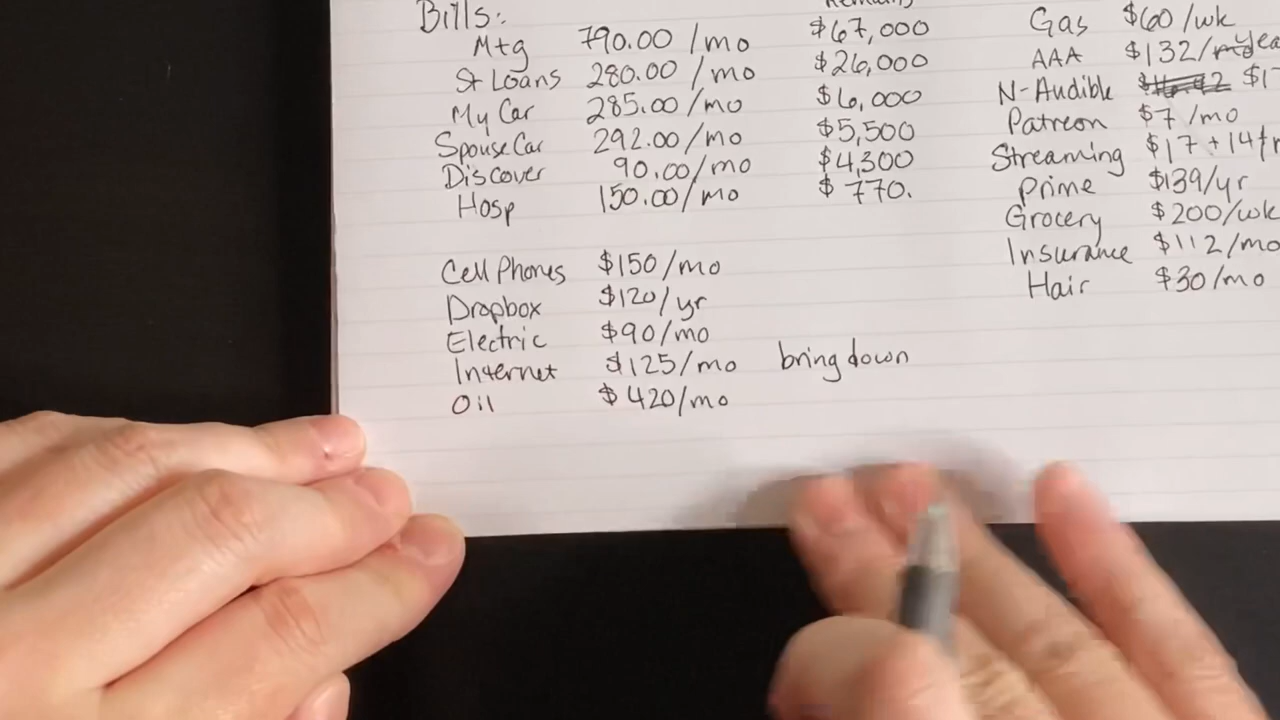 Bills:
Mtg 790.00 /mo $67,000
St Loans 280.00 /mo $26,000
My Car 285.00/mo $6,000
Spouse Car 292.00/mo $5,500
Discover 90.00/mo $4,300
Hosp 150.00/mo $770.
Cell Phones $150/mo
Dropbox $120/yr
Electric $90/mo
Internet $125/mo bring down
Oil $420/mo
Gas $60/wk
AAA $132/
N-Audible
Patreon $7/mo
Streaming $17 + 14
Prime $139/yr
Grocery $200/wk
Insurance $112/mo
Hair $30/mo